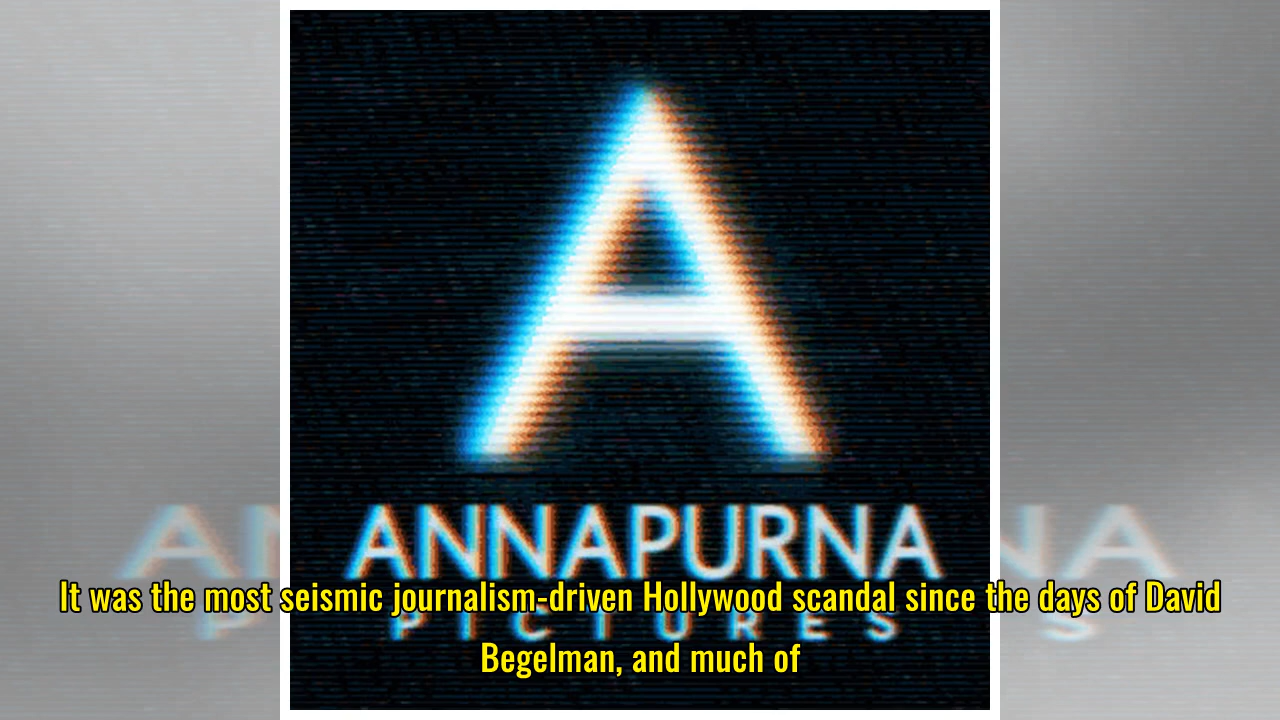 ANNAPURNA
PICTURES
It was the most seismic journalism-driven Hollywood scandal since the days of David
Begelman, and much of